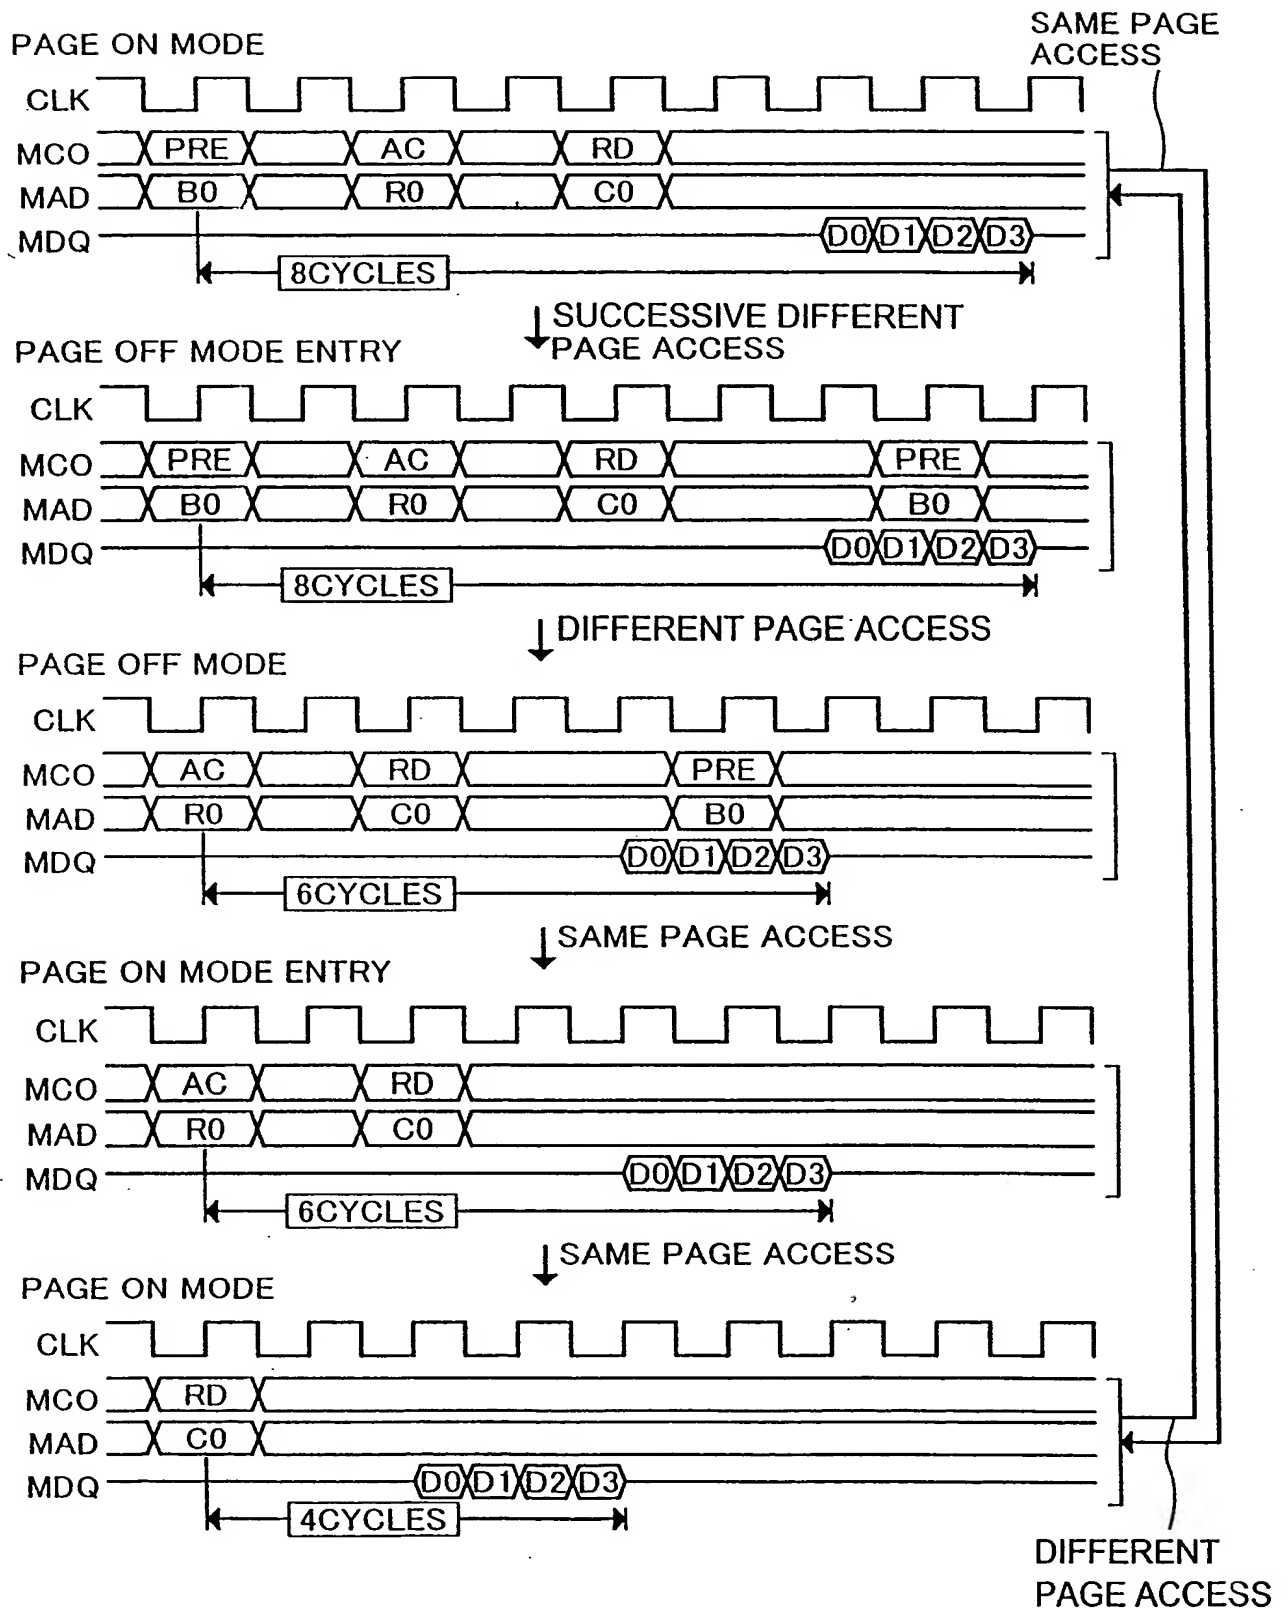 SAME PAGE
ACCESS
PAGE ON MODE
CLK
MCO PRE AC RD
MAD B0 R0 C0
MDQ D0 D1 D2 D3
8CYCLES
SUCCESSIVE DIFFERENT
PAGE ACCESS
PAGE OFF MODE ENTRY
CLK
MCO PRE AC RD PRE
MAD B0 R0 C0 B0
MDQ D0 D1 D2 D3
8CYCLES
DIFFERENT PAGE ACCESS
PAGE OFF MODE
CLK
MCO AC RD PRE
MAD R0 C0 B0
MDQ D0 D1 D2 D3
6CYCLES
SAME PAGE ACCESS
PAGE ON MODE ENTRY
CLK
MCO AC RD
MAD R0 C0
MDQ D0 D1 D2 D3
6CYCLES
SAME PAGE ACCESS
PAGE ON MODE
CLK
MCO RD
MAD C0
MDQ D0 D1 D2 D3
4CYCLES
DIFFERENT
PAGE ACCESS